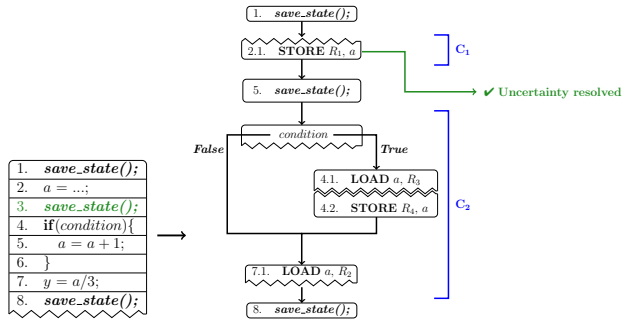 1. save_state();
2. a = ...;
3. save_state();
4. if(condition){
5. a = a + 1;
6. }
7. y = a/3;
8. save_state();
1. save_state();
2.1. STORE R1, a
C1
5. save_state();
✔ Uncertainty resolved
condition
False
True
4.1. LOAD a, R3
4.2. STORE R4, a
C2
7.1. LOAD a, R2
8. save_state();